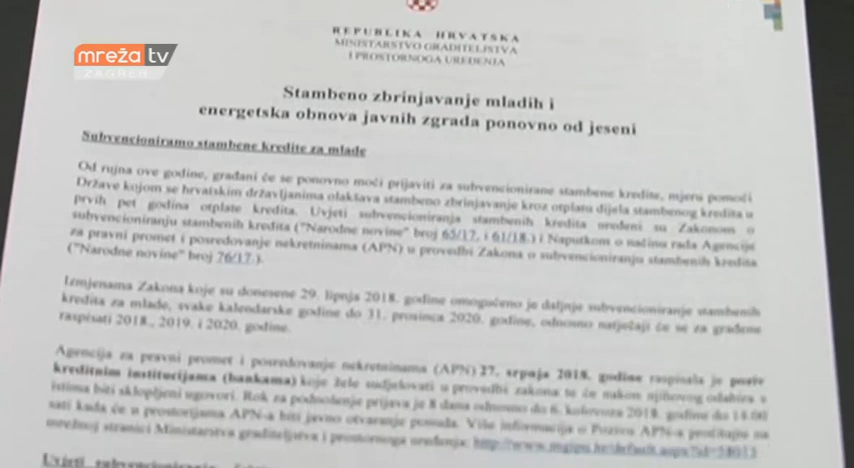 mreža tv
ZAGREB
REPUBLIKA HRVATSKA
MINISTARSTVO GRADITELJSTVA
I PROSTORNOGA UREĐENJA
Stambeno zbrinjavanje mladih i
energetska obnova javnih zgrada ponovno od jeseni
Subvencioniramo stambene kredite za mlade
Od rujna ove godine, građani će se ponovno moći prijaviti za subvencionirane stambene kredite, mjeru pomoći
Države kojom se hrvatskim državljanima olakšava stambeno zbrinjavanje kroz otplatu dijela stambenog kredita u
prvih pet godina otplate kredita. Uvjeti subvencioniranja stambenih kredita uređeni su Zakonom o
subvencioniranju stambenih kredita ("Narodne novine" broj 65/17. i 61/18.) i Naputkom o načinu rada Agencije
za pravni promet i posredovanje nekretninama (APN) u provedbi Zakona o subvencioniranju stambenih kredita
("Narodne novine" broj 76/17.).
Izmjenama Zakona koje su donesene 29. lipnja 2018. godine omogućeno je daljnje subvencioniranje stambenih
kredita za mlade, svake kalendarske godine do 31. prosinca 2020. godine, odnosno natječaji će se za građane
raspisati 2018., 2019. i 2020. godine.
Agencija za pravni promet i posredovanje nekretninama (APN) 27. srpnja 2018. godine raspisala je poziv
kreditnim institucijama (bankama) koje žele sudjelovati u provedbi zakona te će nakon njihovog odabira s
istima biti sklopljeni ugovori. Rok za podnošenje prijava je 8 dana odnosno do 6. kolovoza 2018. godine do 14:00
sati kada će u prostorijama APN-a biti javno otvaranje ponuda. Više informacija o Pozivu APN-a pročitajte na
mrežnoj stranici Ministarstva graditeljstva i prostornoga uređenja: http://www.mgipu.hr/default.aspx?id=58013
Uvjeti subvencioniranja